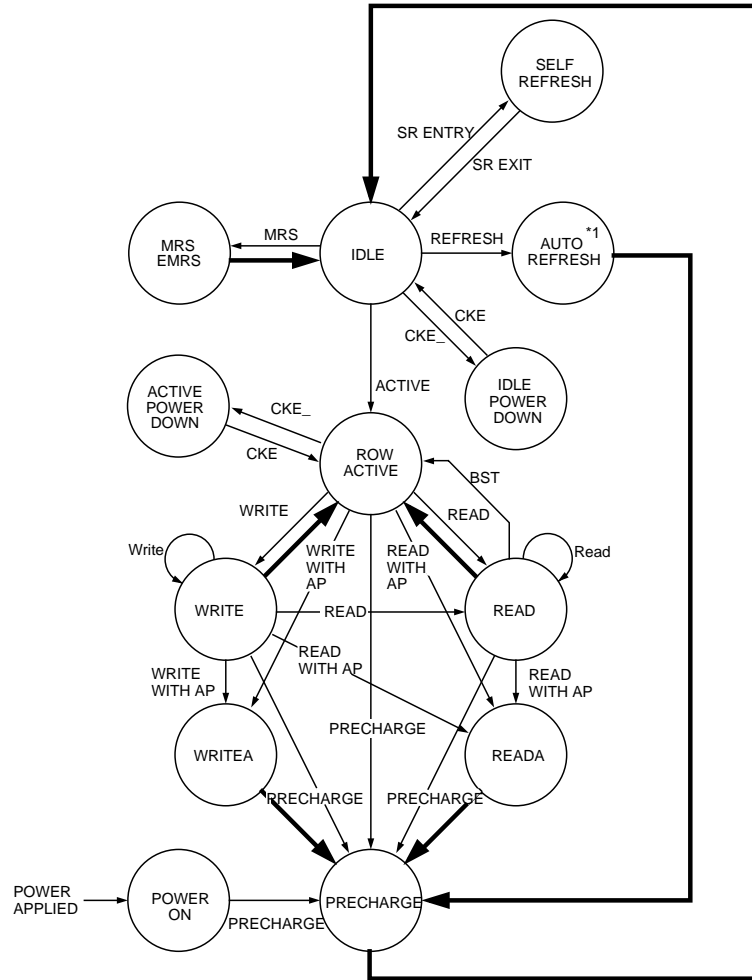 SELF
REFRESH
SR ENTRY
SR EXIT
MRS
EMRS
MRS
IDLE
REFRESH
AUTO *1
REFRESH
CKE
CKE_
IDLE
POWER
DOWN
ACTIVE
ACTIVE
POWER
DOWN
CKE_
CKE
ROW
ACTIVE
BST
WRITE
READ
Write
WRITE
WITH
AP
READ
WITH
AP
Read
WRITE
READ
READ
WRITE
WITH AP
READ
WITH AP
READ
WITH AP
WRITEA
PRECHARGE
READA
PRECHARGE
PRECHARGE
POWER
APPLIED
POWER
ON
PRECHARGE
PRECHARGE